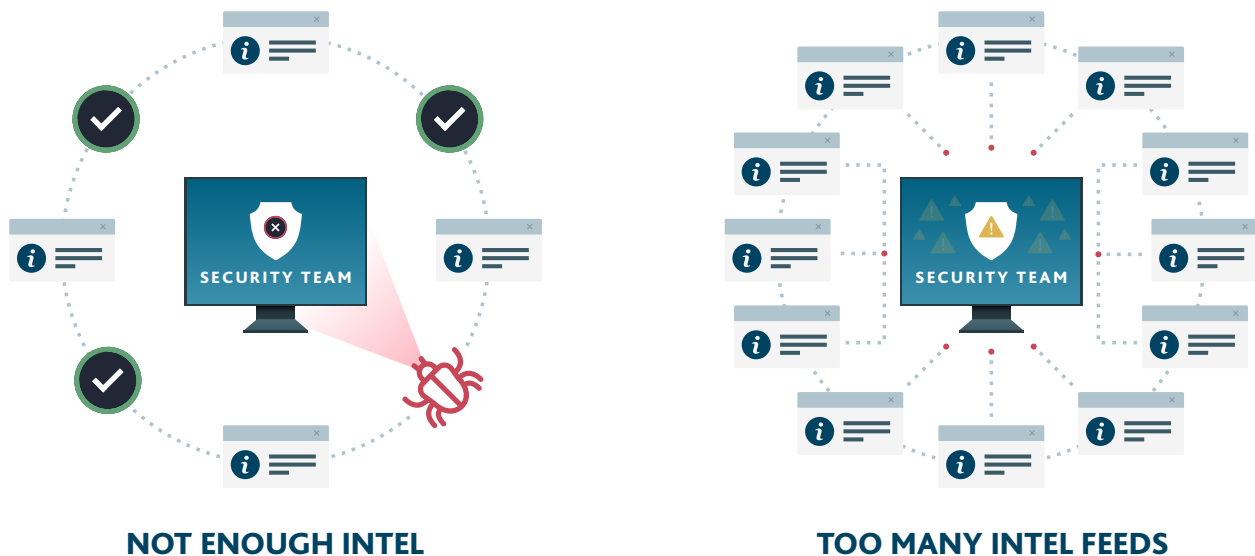 SECURITY TEAM
SECURITY TEAM
NOT ENOUGH INTEL
TOO MANY INTEL FEEDS